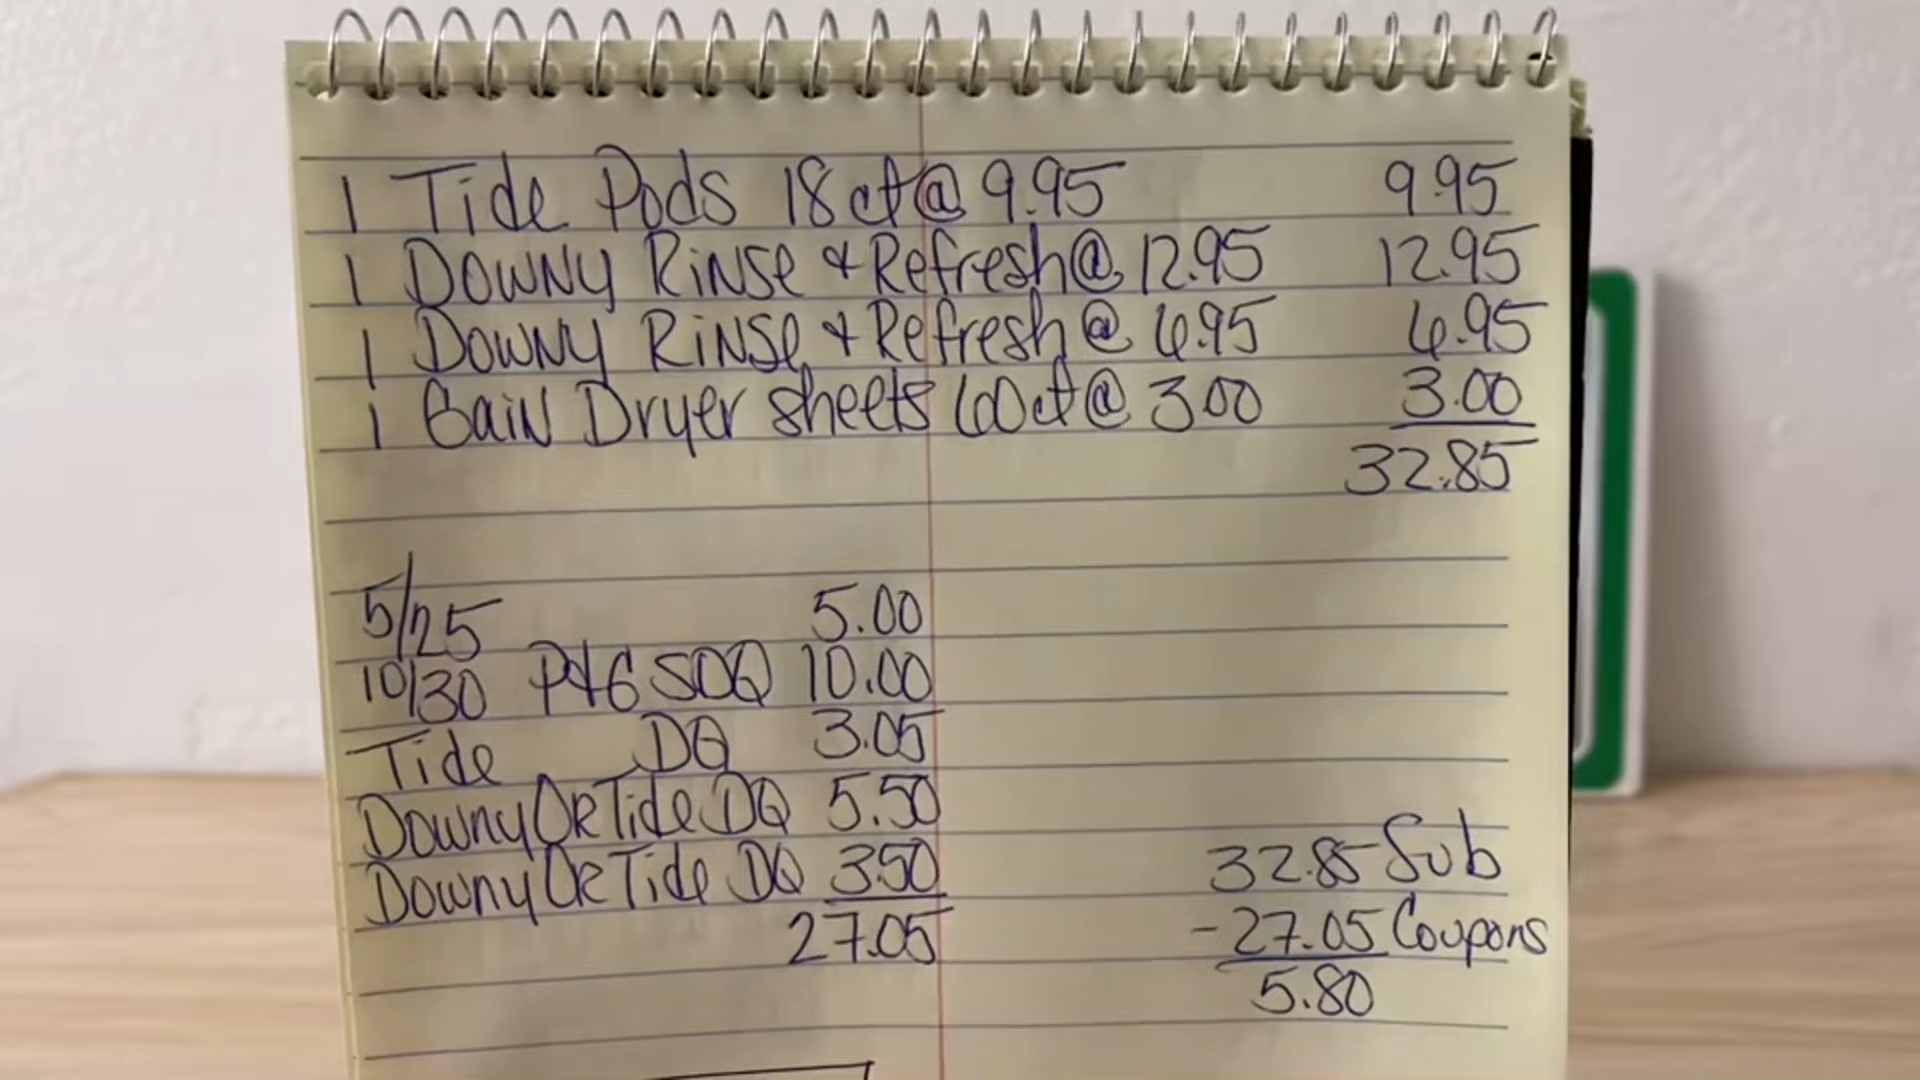 1 Tide Pods 18ct@ 9.95 9.95
1 Downy Rinse & Refresh@ 12.95 12.95
1 Downy Rinse & Refresh@ 6.95 6.95
1 Gain Dryer sheets 60ct@ 3.00 3.00
32.85
5/25 5.00
10/30 P+G SDQ 10.00
Tide DQ 3.05
Downy Or Tide DQ 5.50
Downy Or Tide DQ 3.50
27.05
32.85 Sub
-27.05 Coupons
5.80